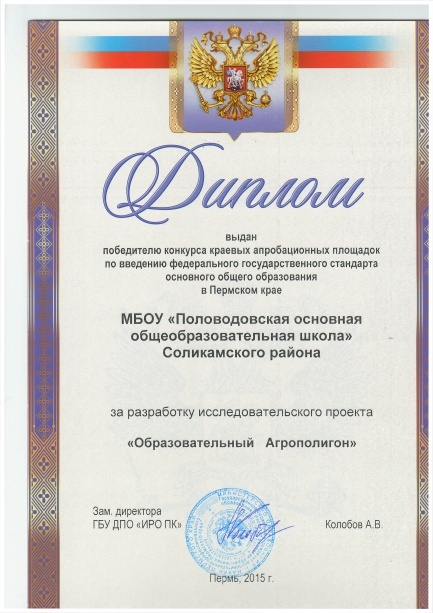 Диплом
выдан
победителю конкурса краевых апробационных площадок
по введению федерального государственного стандарта
основного общего образования
в Пермском крае
МБОУ «Половодовская основная
общеобразовательная школа»
Соликамского района
за разработку исследовательского проекта
«Образовательный Агрополигон»
Зам. директора
ГБУ ДПО «ИРО ПК»
Колобов А.В.
Пермь, 2015 г.